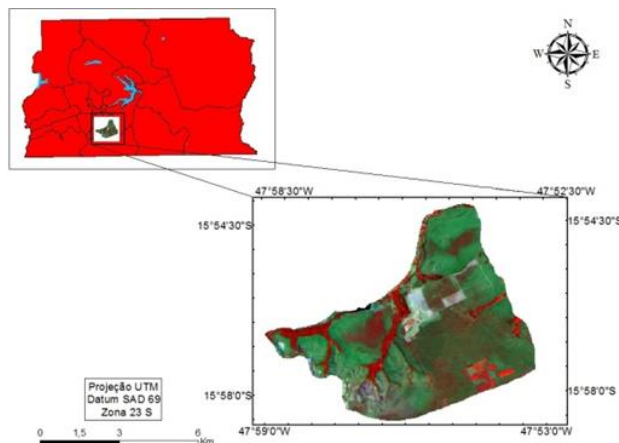 N
W E
S
47°58'30"W 47°52'30"W
15°54'30"S 15°54'30"S
15°58'0"S 15°58'0"S
47°59'0"W 47°53'0"W
Projeção UTM
Datum SAD 69
Zona 23 S
0 1,5 3 6
Km